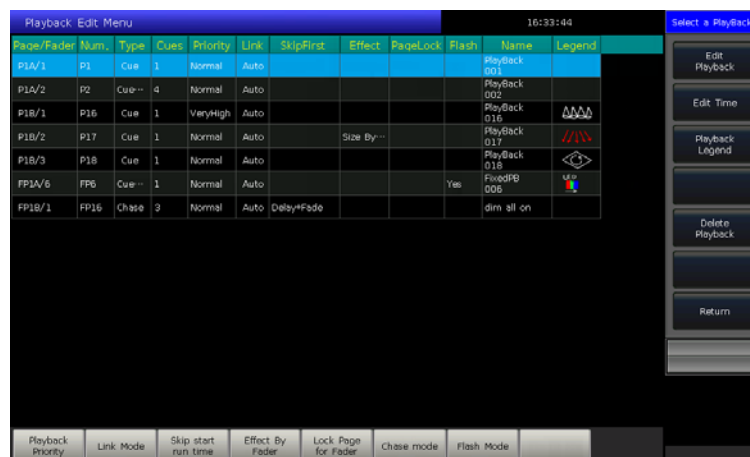 Playback Edit Menu 16:33:44 Select a PlayBack
Page/Fader Num. Type Cues Priority Link SkipFirst Effect PageLock Flash Name Legend
P1A/1 P1 Cue 1 Normal Auto PlayBack 001
P1A/2 P2 Cue··· 4 Normal Auto PlayBack 002
P1B/1 P16 Cue 1 VeryHigh Auto PlayBack 016
P1B/2 P17 Cue 1 Normal Auto Size By··· PlayBack 017
P1B/3 P18 Cue 1 Normal Auto PlayBack 018
FP1A/6 FP6 Cue··· 1 Normal Auto Yes FixedPB 006
FP1B/1 FP16 Chase 3 Normal Auto Delay+Fade dim all on
Edit Playback
Edit Time
Playback Legend
Delete Playback
Return
Playback Priority
Link Mode
Skip start run time
Effect By Fader
Lock Page for Fader
Chase mode
Flash Mode